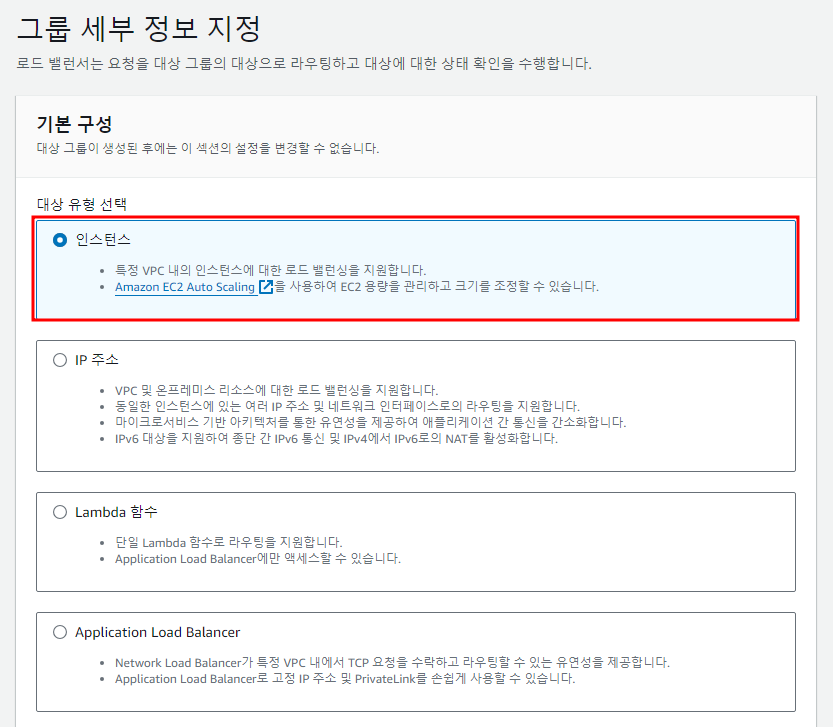 그룹 세부 정보 지정
로드 밸런서는 요청을 대상 그룹의 대상으로 라우팅하고 대상에 대한 상태 확인을 수행합니다.
기본 구성
대상 그룹이 생성된 후에는 이 섹션의 설정을 변경할 수 없습니다.
대상 유형 선택
인스턴스
• 특정 VPC 내의 인스턴스에 대한 로드 밸런싱을 지원합니다.
• Amazon EC2 Auto Scaling을 사용하여 EC2 용량을 관리하고 크기를 조정할 수 있습니다.
IP 주소
• VPC 및 온프레미스 리소스에 대한 로드 밸런싱을 지원합니다.
• 동일한 인스턴스에 있는 여러 IP 주소 및 네트워크 인터페이스로의 라우팅을 지원합니다.
• 마이크로서비스 기반 아키텍처를 통한 유연성을 제공하여 애플리케이션 간 통신을 간소화합니다.
• IPv6 대상을 지원하여 종단 간 IPv6 통신 및 IPv4에서 IPv6로의 NAT를 활성화합니다.
Lambda 함수
• 단일 Lambda 함수로 라우팅을 지원합니다.
• Application Load Balancer에만 액세스할 수 있습니다.
Application Load Balancer
• Network Load Balancer가 특정 VPC 내에서 TCP 요청을 수락하고 라우팅할 수 있는 유연성을 제공합니다.
• Application Load Balancer로 고정 IP 주소 및 PrivateLink를 손쉽게 사용할 수 있습니다.